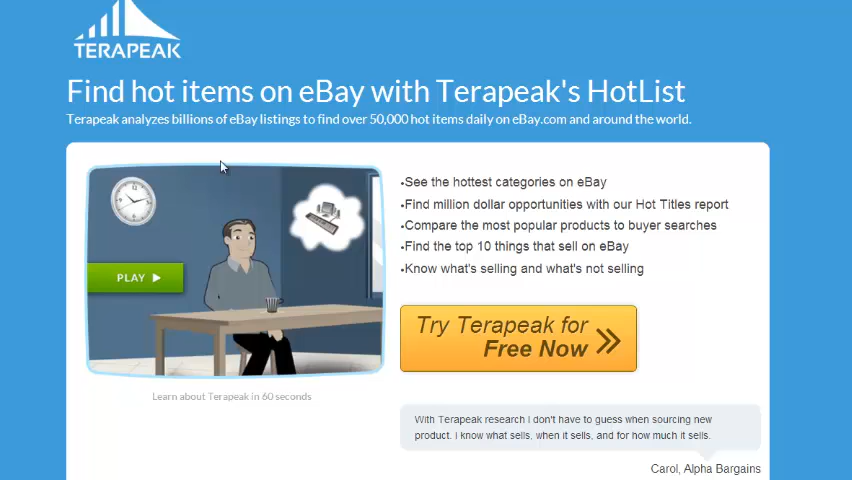 TERAPEAK
Find hot items on eBay with Terapeak's HotList
Terapeak analyzes billions of eBay listings to find over 50,000 hot items daily on eBay.com and around the world.
•See the hottest categories on eBay
•Find million dollar opportunities with our Hot Titles report
•Compare the most popular products to buyer searches
•Find the top 10 things that sell on eBay
•Know what's selling and what's not selling
PLAY
Try Terapeak for
Free Now
Learn about Terapeak in 60 seconds
With Terapeak research I don't have to guess when sourcing new
product. I know what sells, when it sells, and for how much it sells.
Carol, Alpha Bargains